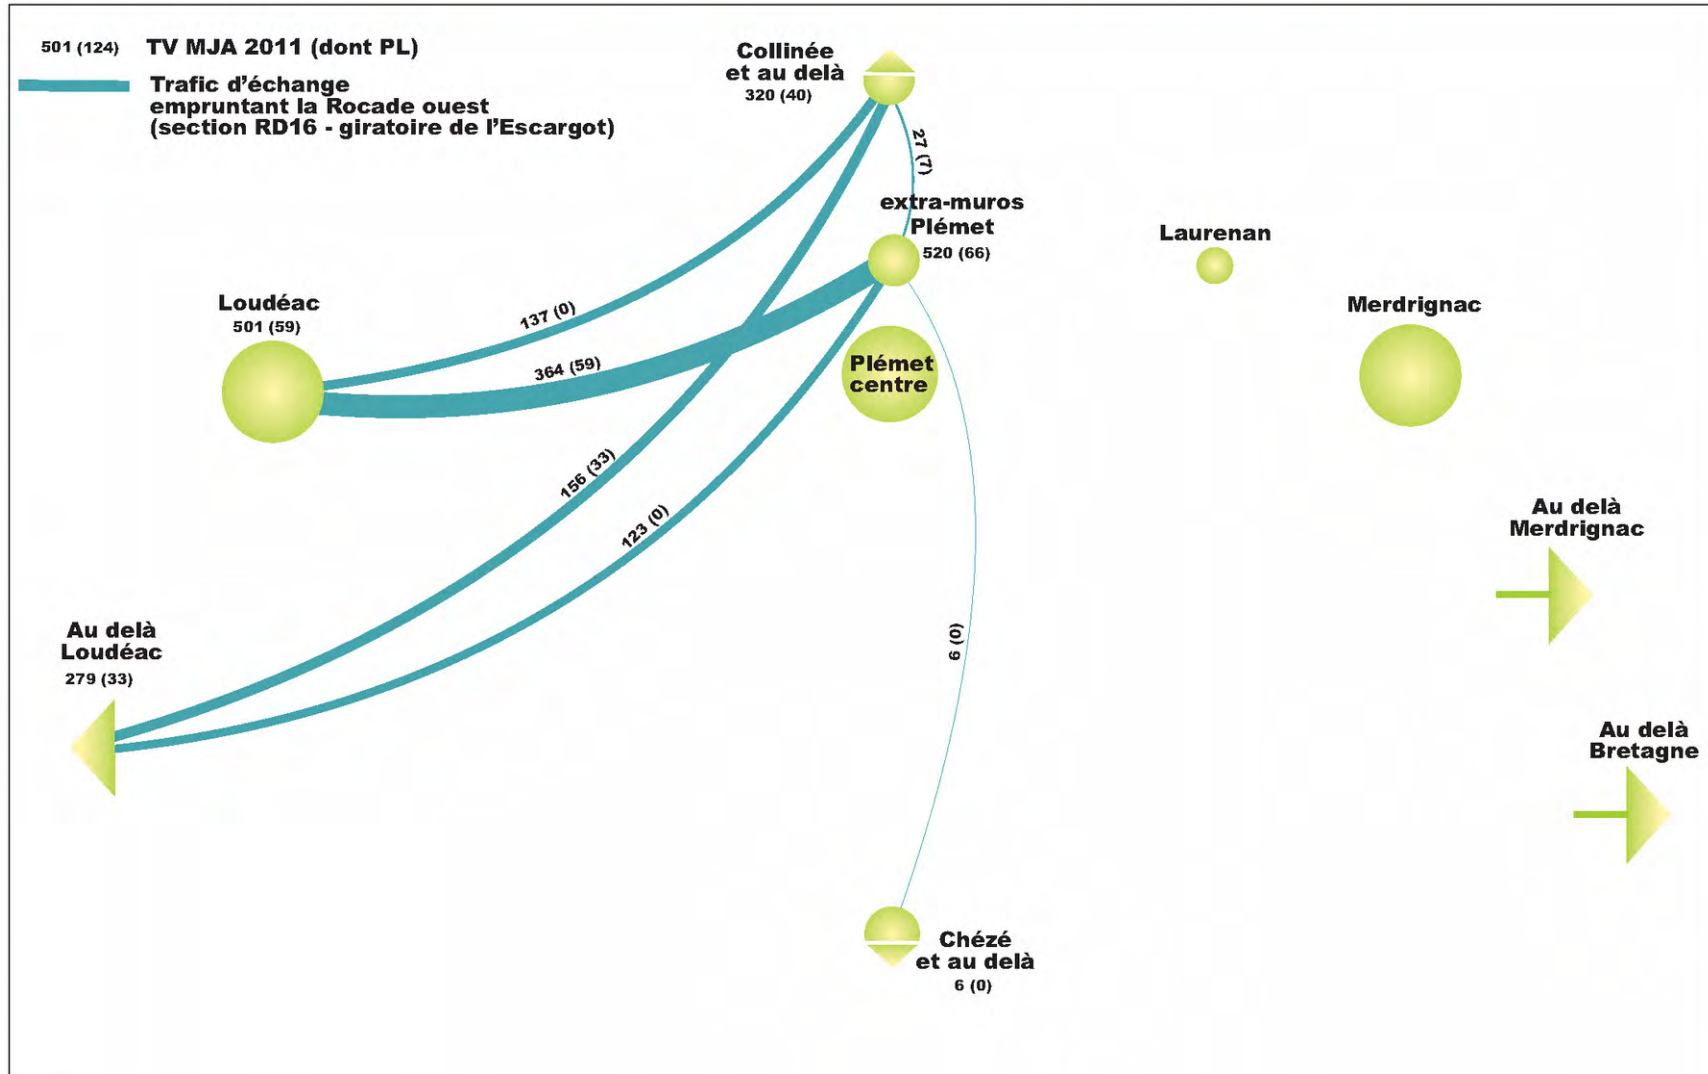 501 (124) TV MJA 2011 (dont PL)
Trafic d'échange
empruntant la Rocade ouest
(section RD16 - giratoire de l'Escargot)
Collinée
et au delà
320 (40)
27 (7)
extra-muros
Plémet
520 (66)
Laurenan
Merdrignac
Loudéac
501 (59)
137 (0)
364 (59)
Plémet
centre
156 (33)
123 (0)
Au delà
Merdrignac
Au delà
Loudéac
279 (33)
6 (0)
Au delà
Bretagne
Chézé
et au delà
6 (0)